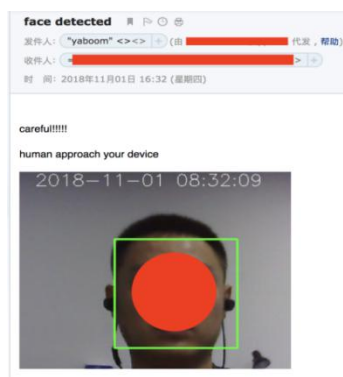 face detected
发件人: "yaboom" <><> (由 代发，帮助)
收件人: >
时 间: 2018年11月01日 16:32 (星期四)
careful!!!!!
human approach your device
2018-11-01 08:32:09